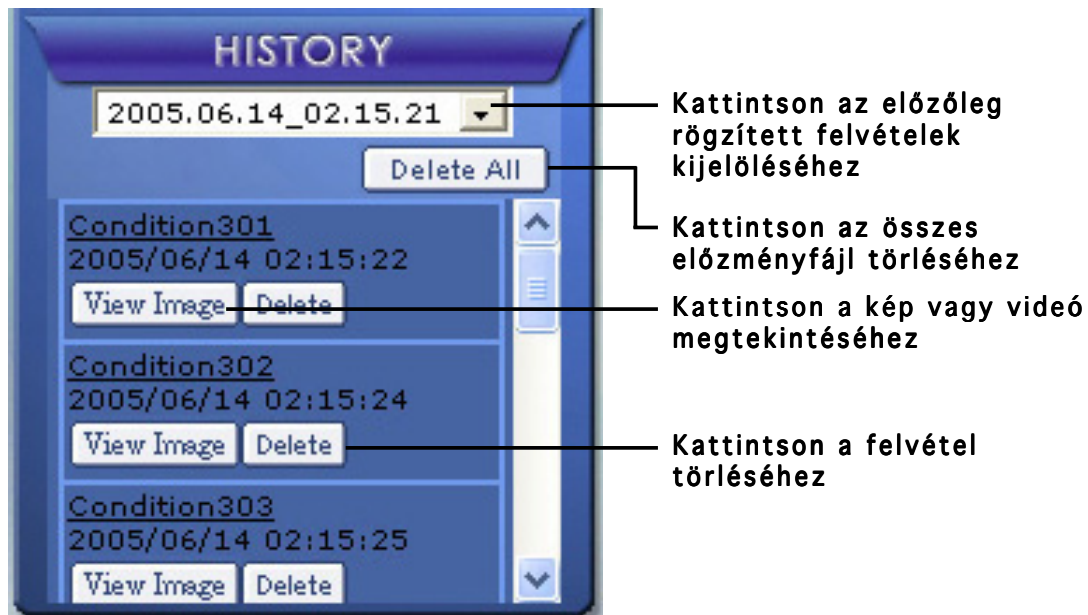 HISTORY
2005.06.14_02.15.21
Kattintson az előzőleg
rögzített felvételek
kijelöléséhez
Delete All
Kattintson az összes
előzményfájl törléséhez
Condition301
2005/06/14 02:15:22
View Image Delete
Kattintson a kép vagy videó
megtekintéséhez
Condition302
2005/06/14 02:15:24
View Image Delete
Kattintson a felvétel
törléséhez
Condition303
2005/06/14 02:15:25
View Image Delete